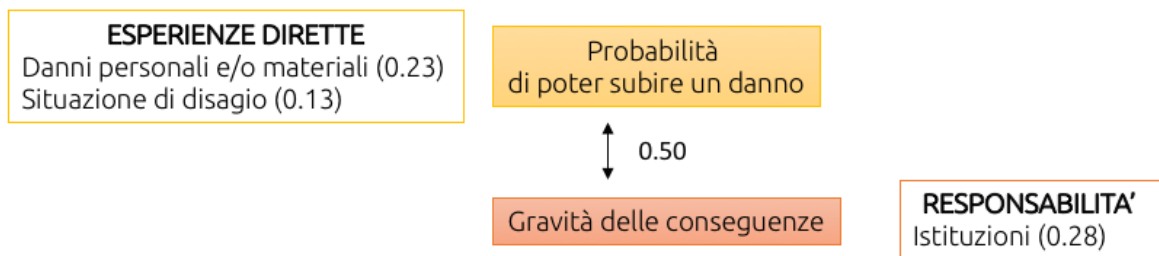 ESPERIENZE DIRETTE
Danni personali e/o materiali (0.23)
Situazione di disagio (0.13)
Probabilità
di poter subire un danno
0.50
Gravità delle conseguenze
RESPONSABILITA’
Istituzioni (0.28)